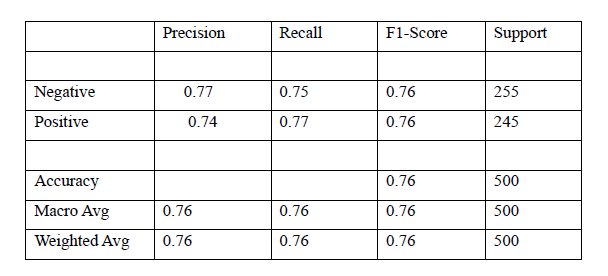 Precision Recall F1-Score Support
Negative 0.77 0.75 0.76 255
Positive 0.74 0.77 0.76 245
Accuracy 0.76 500
Macro Avg 0.76 0.76 0.76 500
Weighted Avg 0.76 0.76 0.76 500